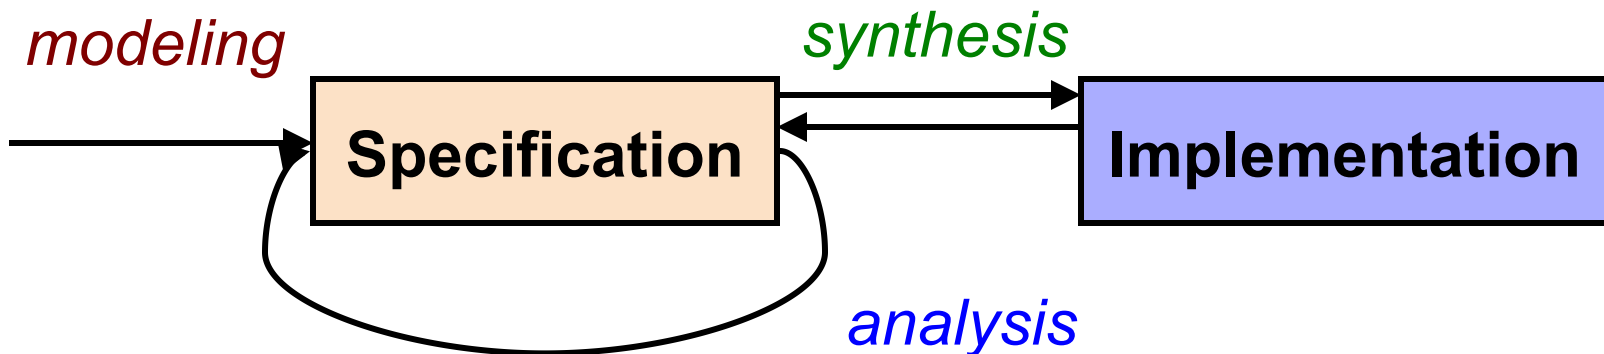 modeling
synthesis
Specification
Implementation
analysis